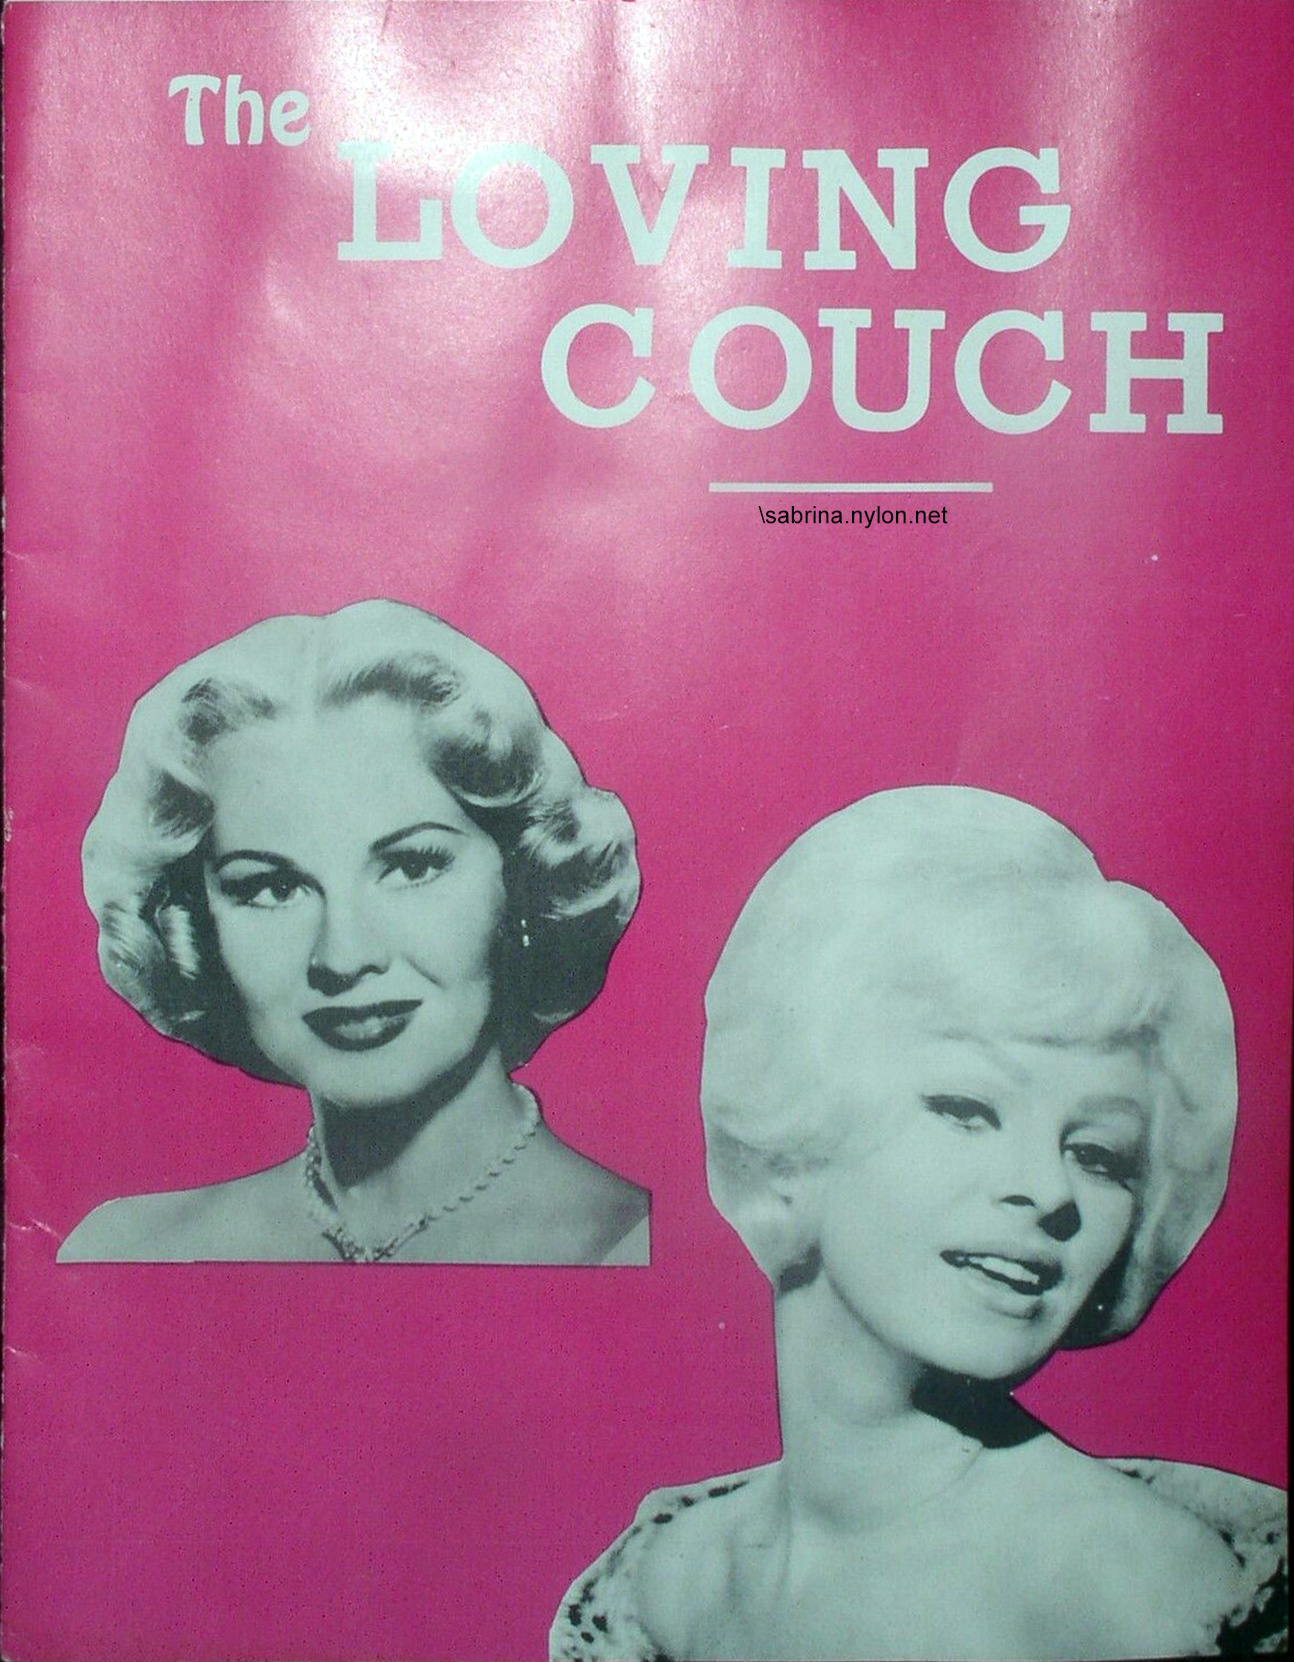 The
LOVING
COUCH
\sabrina.nylon.net